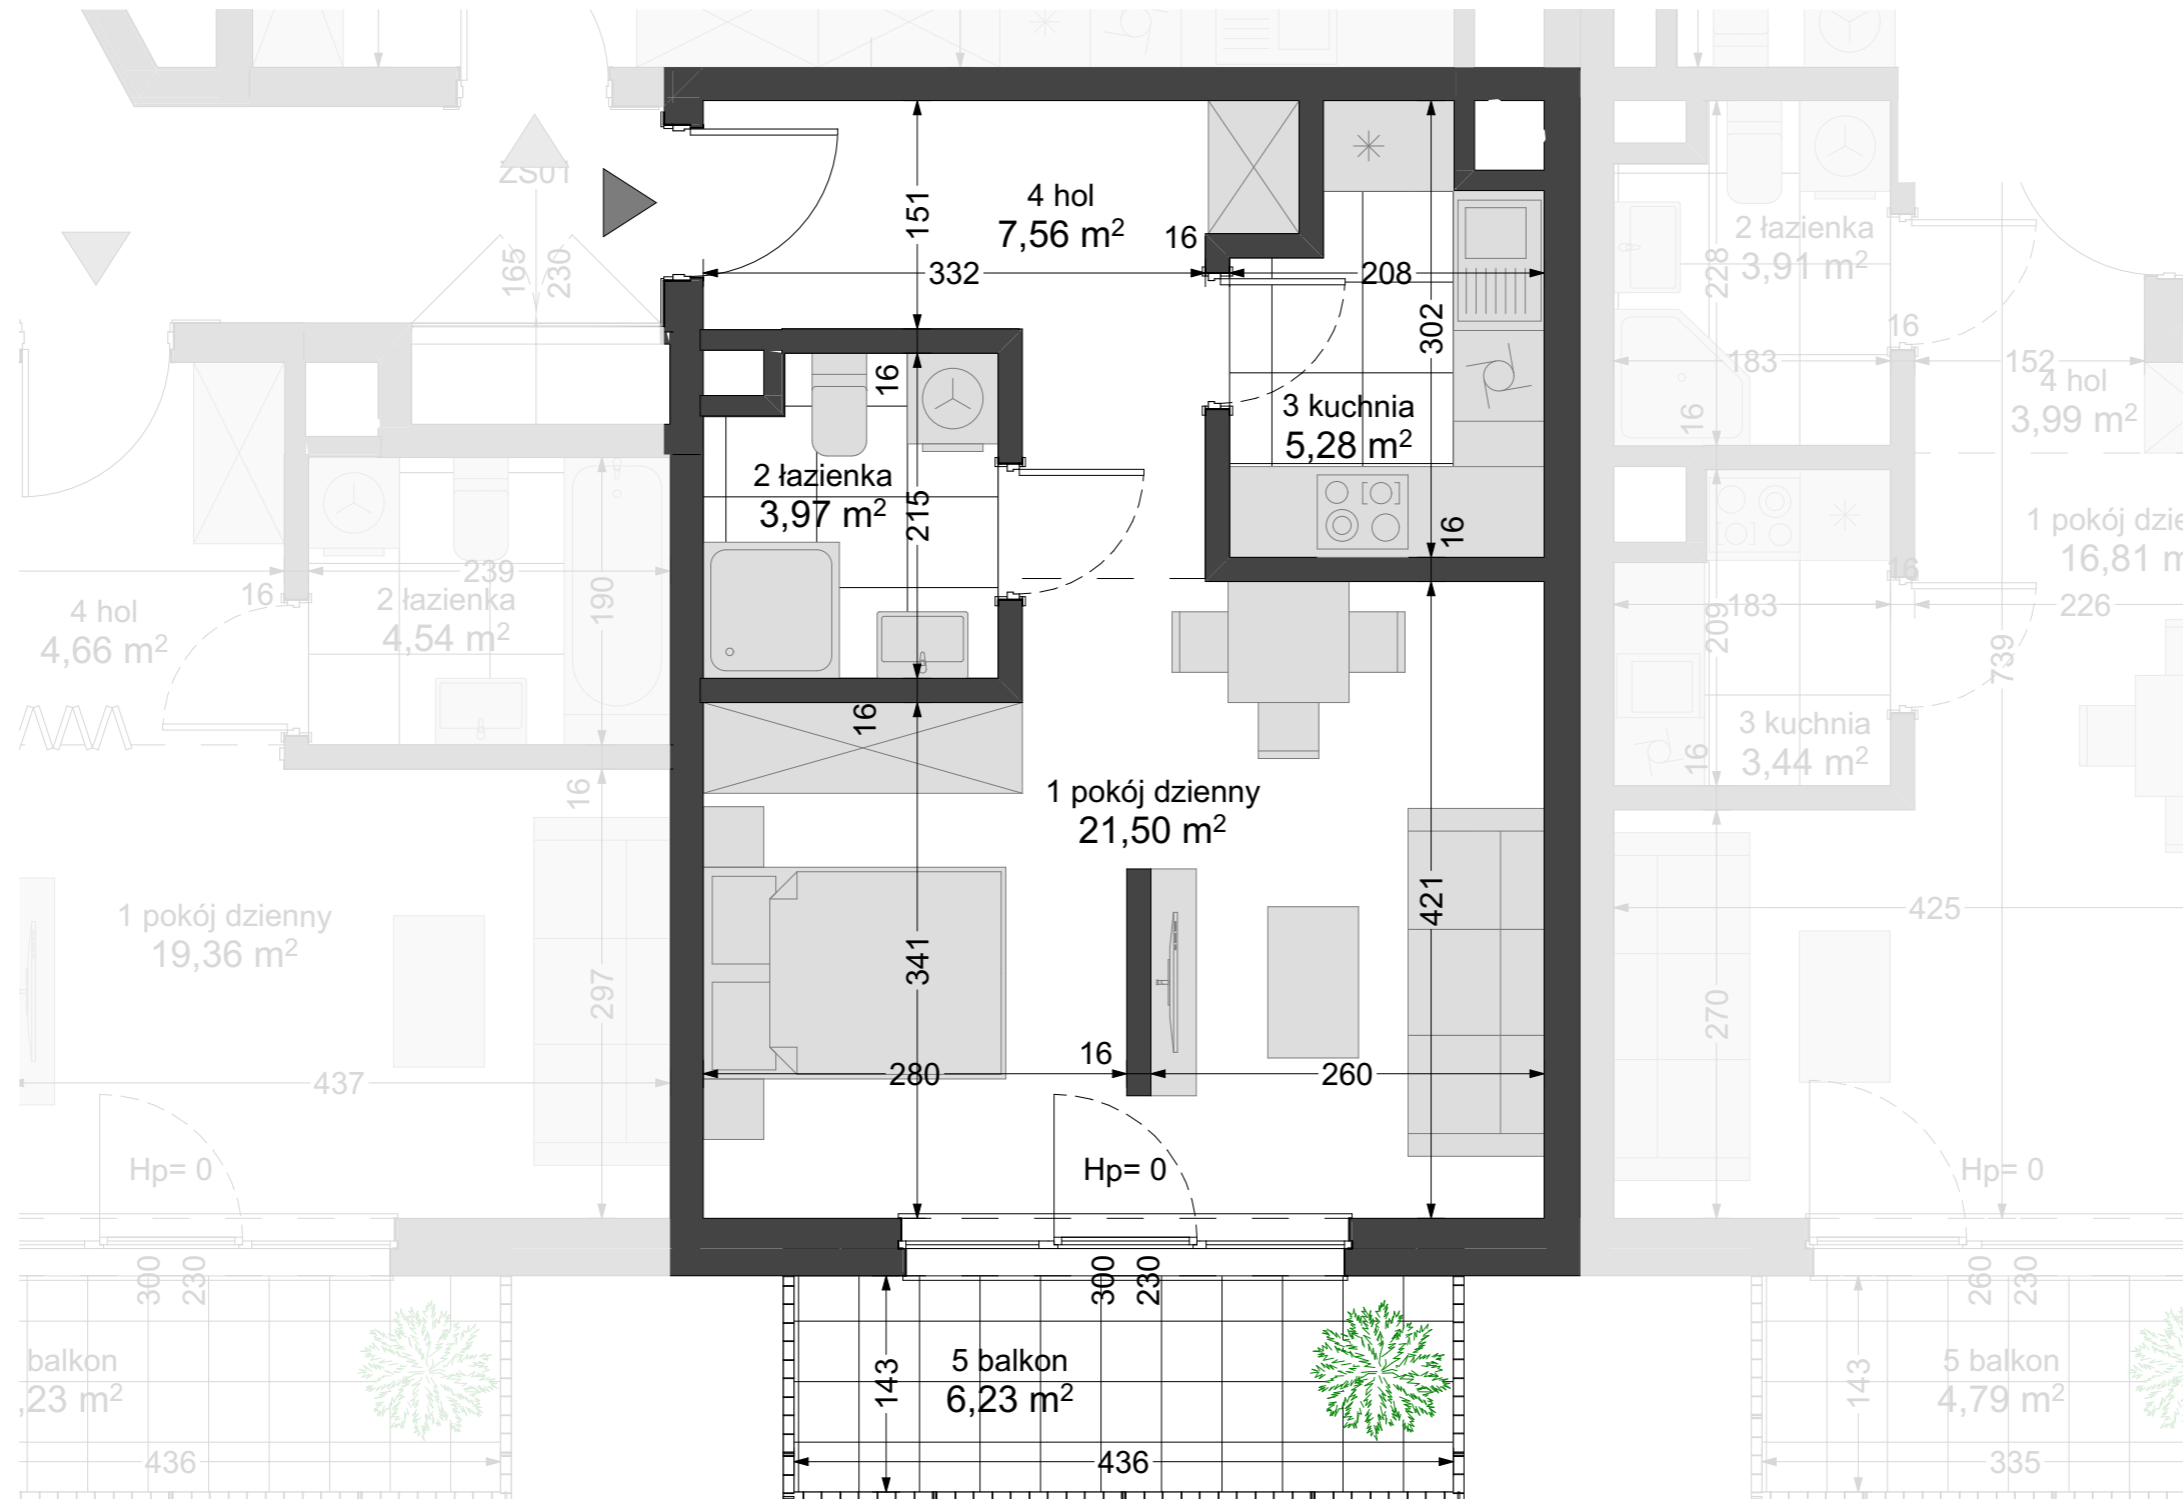 ZS01
165
230
151
4 hol
7,56 m²
16
332
208
302
2 łazienka
3,91 m²
228
16
183
152
4 hol
3,99 m²
16
16
3 kuchnia
5,28 m²
2 łazienka
3,97 m²
215
16
1 pokój dzie
16,81 m
239
16
2 łazienka
4,54 m²
190
4 hol
4,66 m²
16
183
209
226
739
16
3 kuchnia
3,44 m²
16
16
1 pokój dzienny
21,50 m²
1 pokój dzienny
19,36 m²
297
341
421
425
270
437
280
16
260
Hp= 0
Hp= 0
Hp= 0
300
230
300
230
260
230
balkon
,23 m²
436
143
5 balkon
6,23 m²
436
143
5 balkon
4,79 m²
335